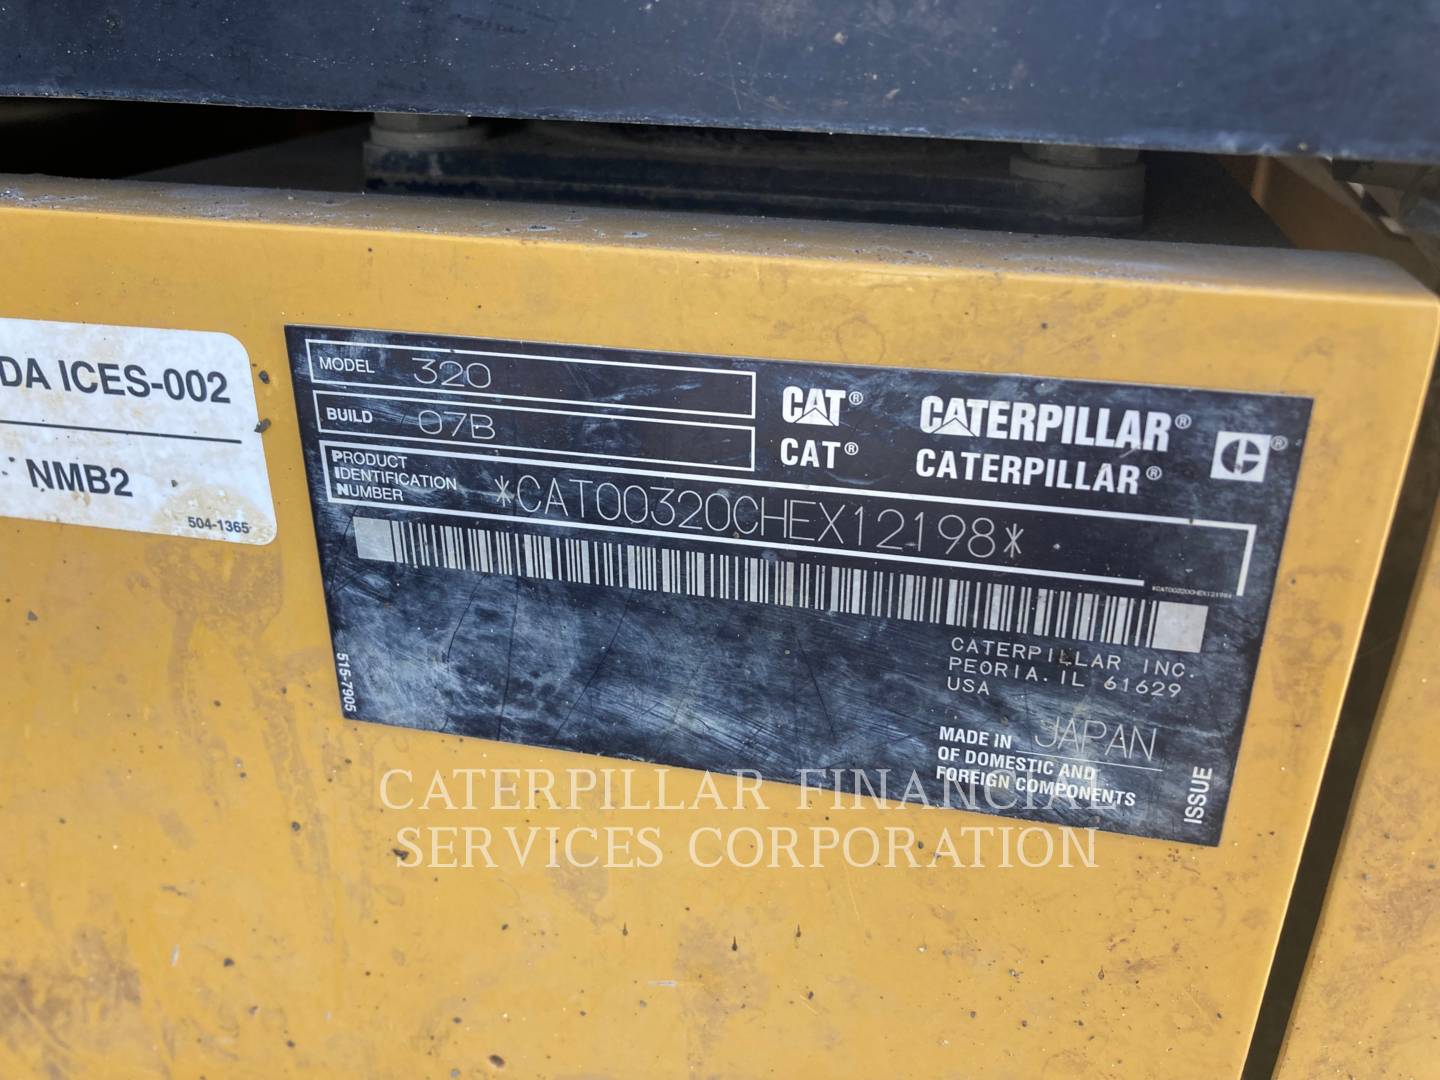 DA ICES-002
NMB2
504-1365
MODEL 320
BUILD 07B
PRODUCT
IDENTIFICATION
NUMBER
*CAT00320CHEX12198*
CAT®
CAT®
CATERPILLAR®
CATERPILLAR®
C®
*CAT00320CHEX12198*
515-7905
CATERPILLAR INC.
PEORIA. IL 61629
USA
MADE IN JAPAN
OF DOMESTIC AND
FOREIGN COMPONENTS
ISSUE
CATERPILLAR FINANCIAL
SERVICES CORPORATION